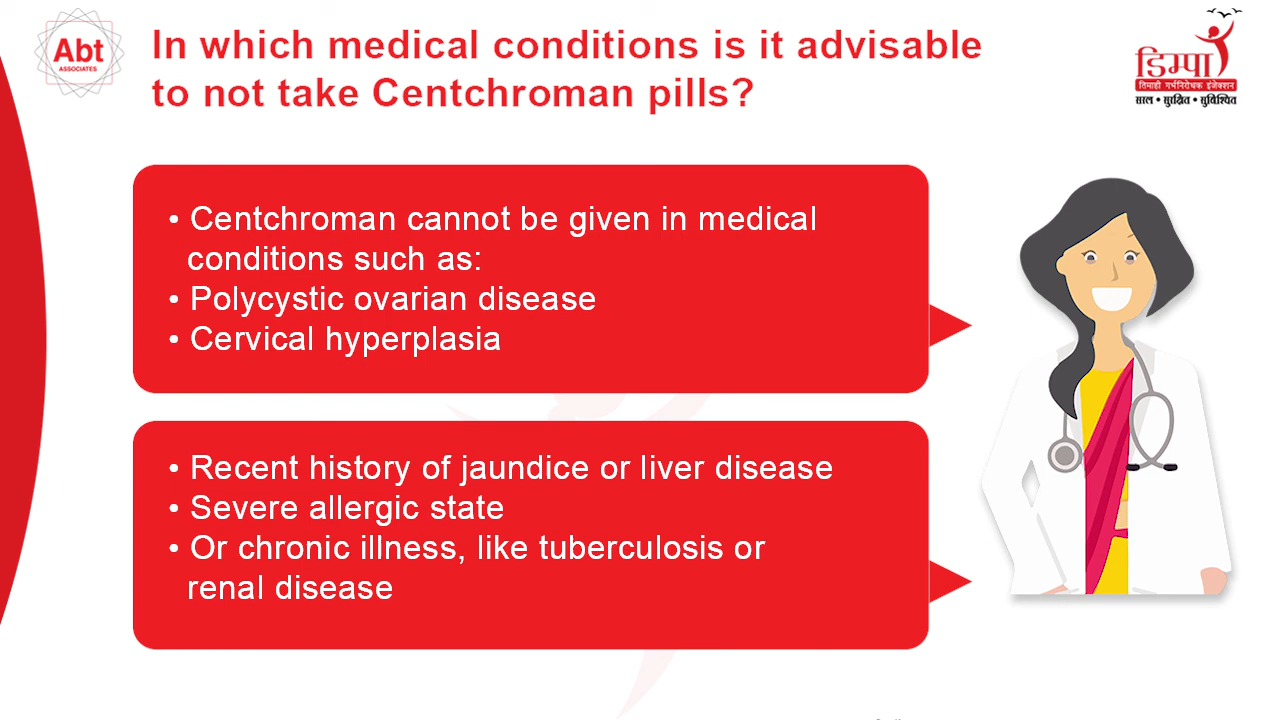 Abt
ASSOCIATES
In which medical conditions is it advisable
to not take Centchroman pills?
डिम्पा
तिमाही गर्भनिरोधक इंजेक्शन
सरल • सुरक्षित • सुनिश्चित
• Centchroman cannot be given in medical
conditions such as:
• Polycystic ovarian disease
• Cervical hyperplasia
• Recent history of jaundice or liver disease
• Severe allergic state
• Or chronic illness, like tuberculosis or
renal disease